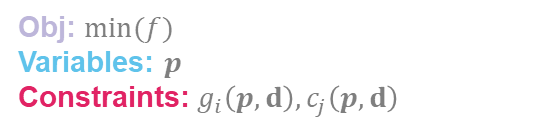 Obj: min(f)
Variables: p
Constraints: gᵢ(p, d), cⱼ(p, d)